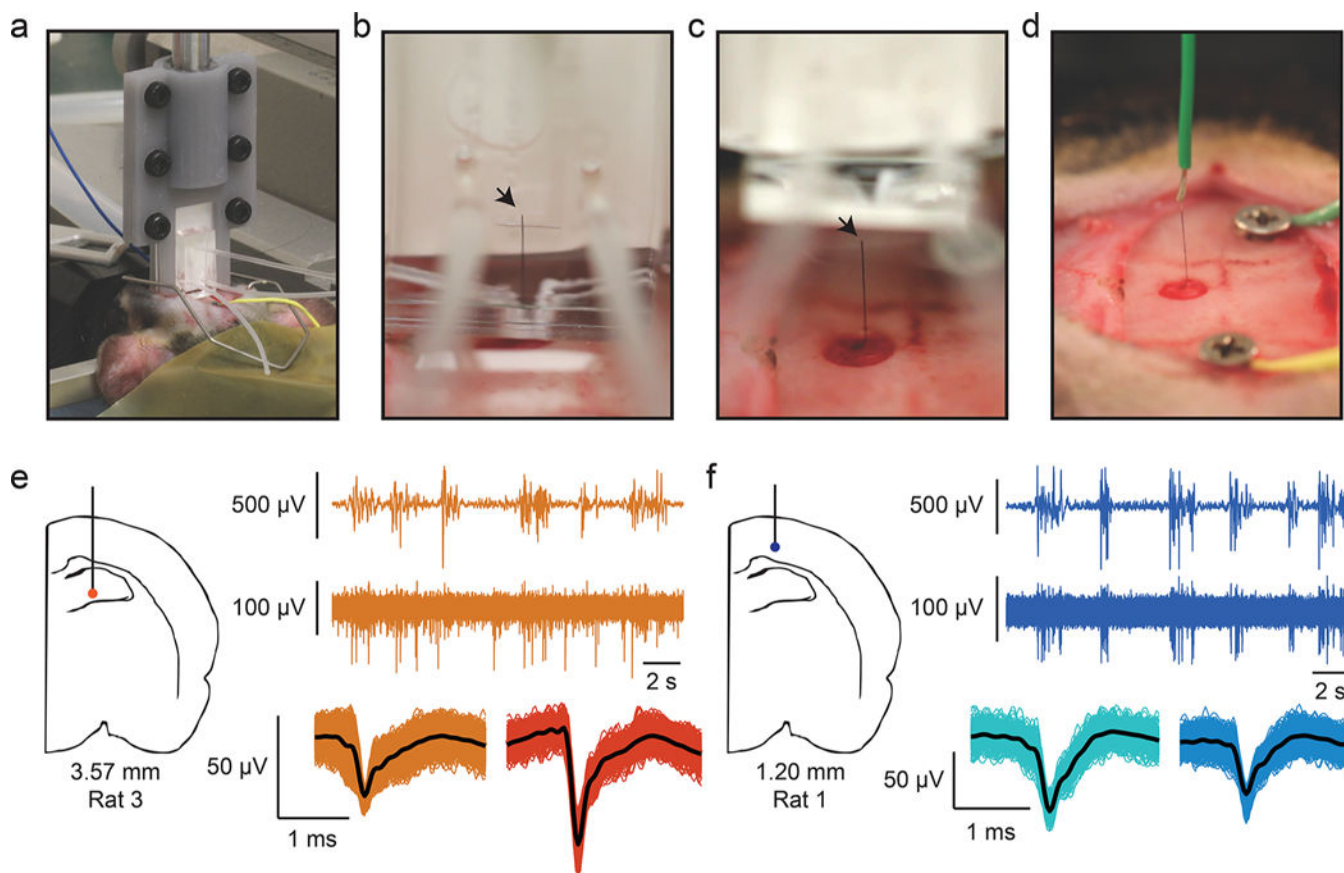 a
b
c
d
e
500 µV
100 µV
2 s
3.57 mm
Rat 3
50 µV
1 ms
f
500 µV
100 µV
2 s
1.20 mm
Rat 1
50 µV
1 ms